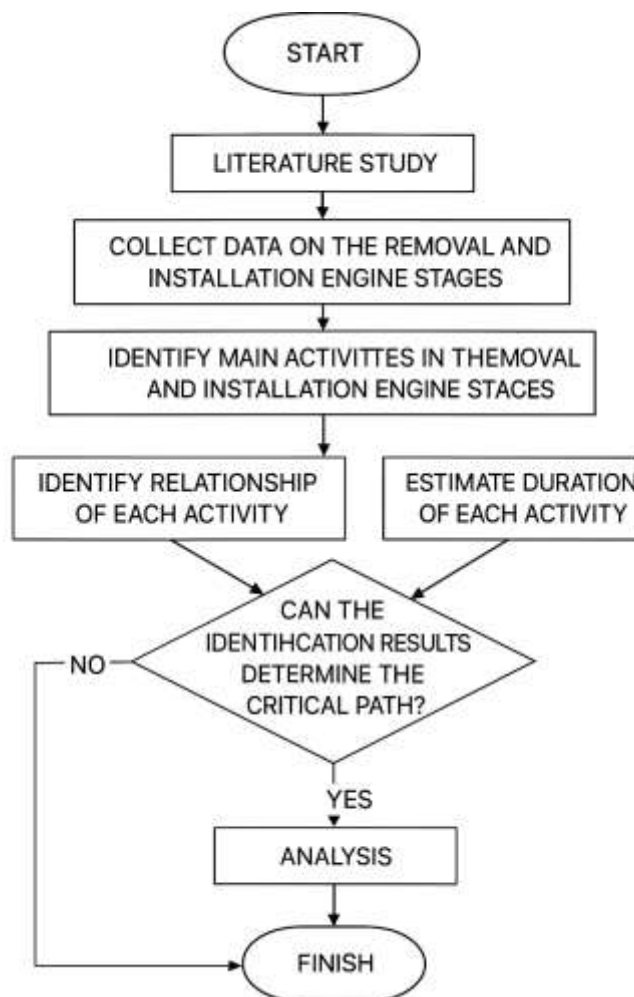 START
LITERATURE STUDY
COLLECT DATA ON THE REMOVAL AND
INSTALLATION ENGINE STAGES
IDENTIFY MAIN ACTIVITTES IN THEMOVAL
AND INSTALLATION ENGINE STACES
IDENTIFY RELATIONSHIP
OF EACH ACTIVITY
ESTIMATE DURATION
OF EACH ACTIVITY
CAN THE
IDENTIHCATION RESULTS
DETERMINE THE
CRITICAL PATH?
NO
YES
ANALYSIS
FINISH